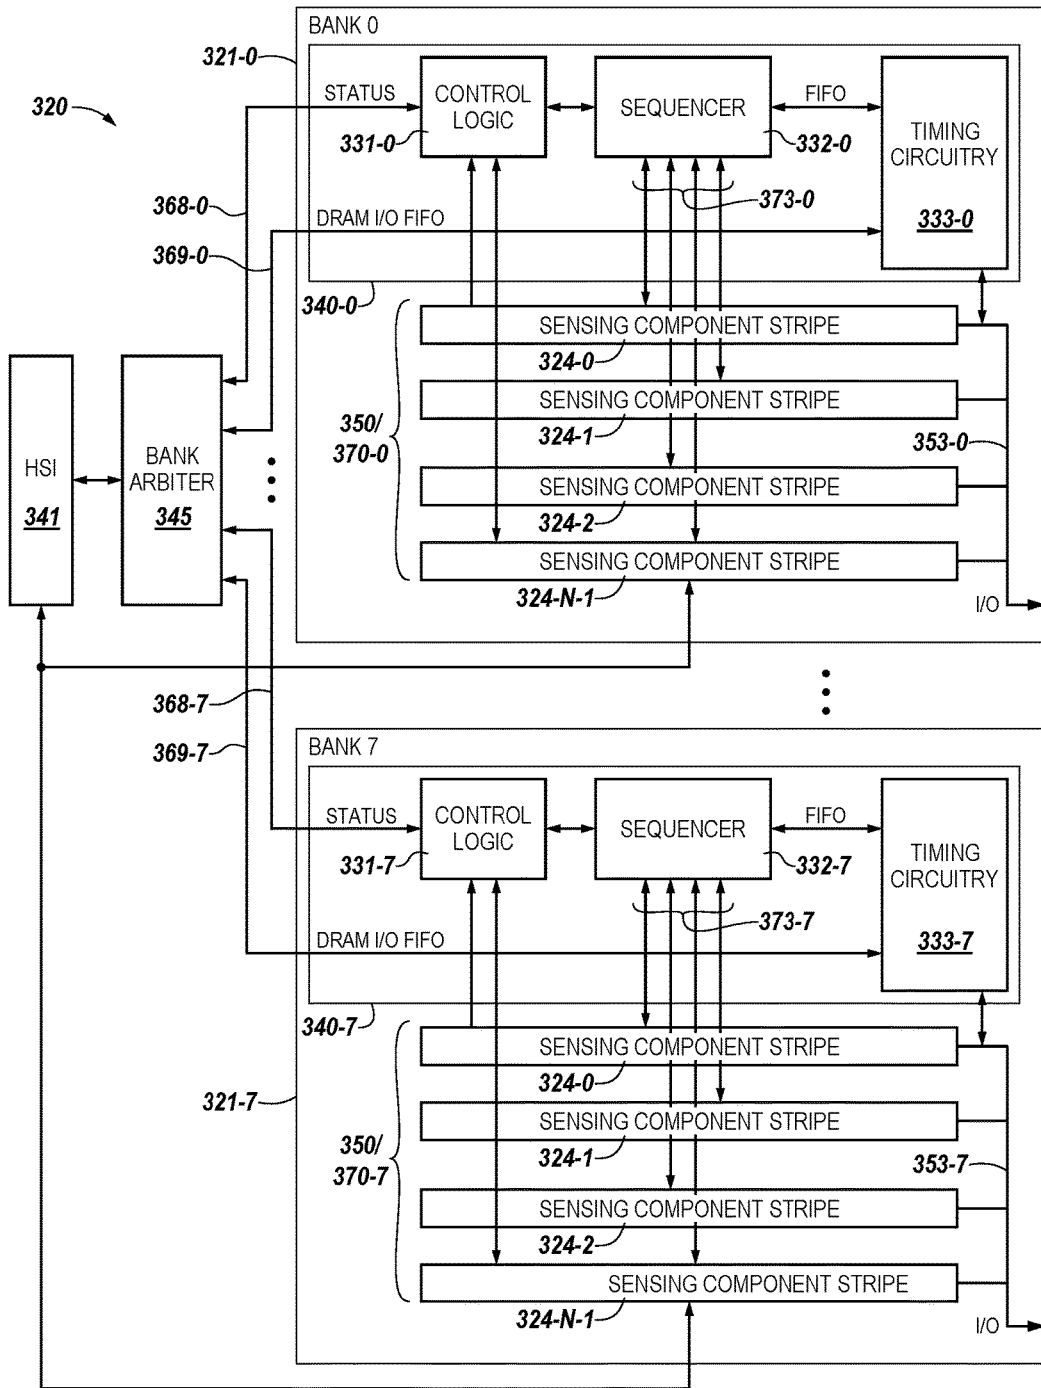 BANK 0
321-0
320
STATUS
CONTROL
LOGIC
331-0
SEQUENCER
332-0
FIFO
TIMING
CIRCUITRY
333-0
368-0
373-0
DRAM I/O FIFO
369-0
340-0
SENSING COMPONENT STRIPE
324-0
SENSING COMPONENT STRIPE
324-1
350/
370-0
353-0
HSI
341
BANK
ARBITER
345
SENSING COMPONENT STRIPE
324-2
SENSING COMPONENT STRIPE
324-N-1
I/O
368-7
369-7
BANK 7
STATUS
CONTROL
LOGIC
331-7
SEQUENCER
332-7
FIFO
TIMING
CIRCUITRY
333-7
373-7
DRAM I/O FIFO
340-7
SENSING COMPONENT STRIPE
324-0
321-7
SENSING COMPONENT STRIPE
324-1
350/
370-7
353-7
SENSING COMPONENT STRIPE
324-2
SENSING COMPONENT STRIPE
324-N-1
I/O